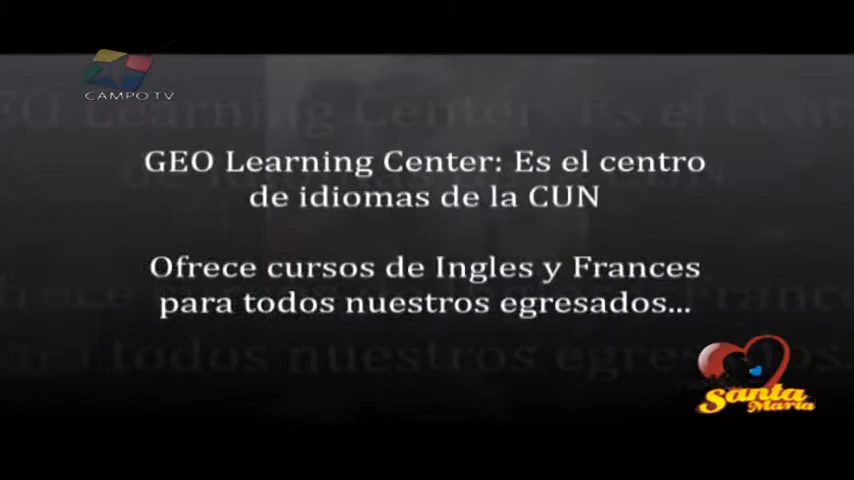 CAMPO TV
GEO Learning Center: Es el centro
de idiomas de la CUN
Ofrece cursos de Ingles y Frances
para todos nuestros egresados...
Santa
Maria